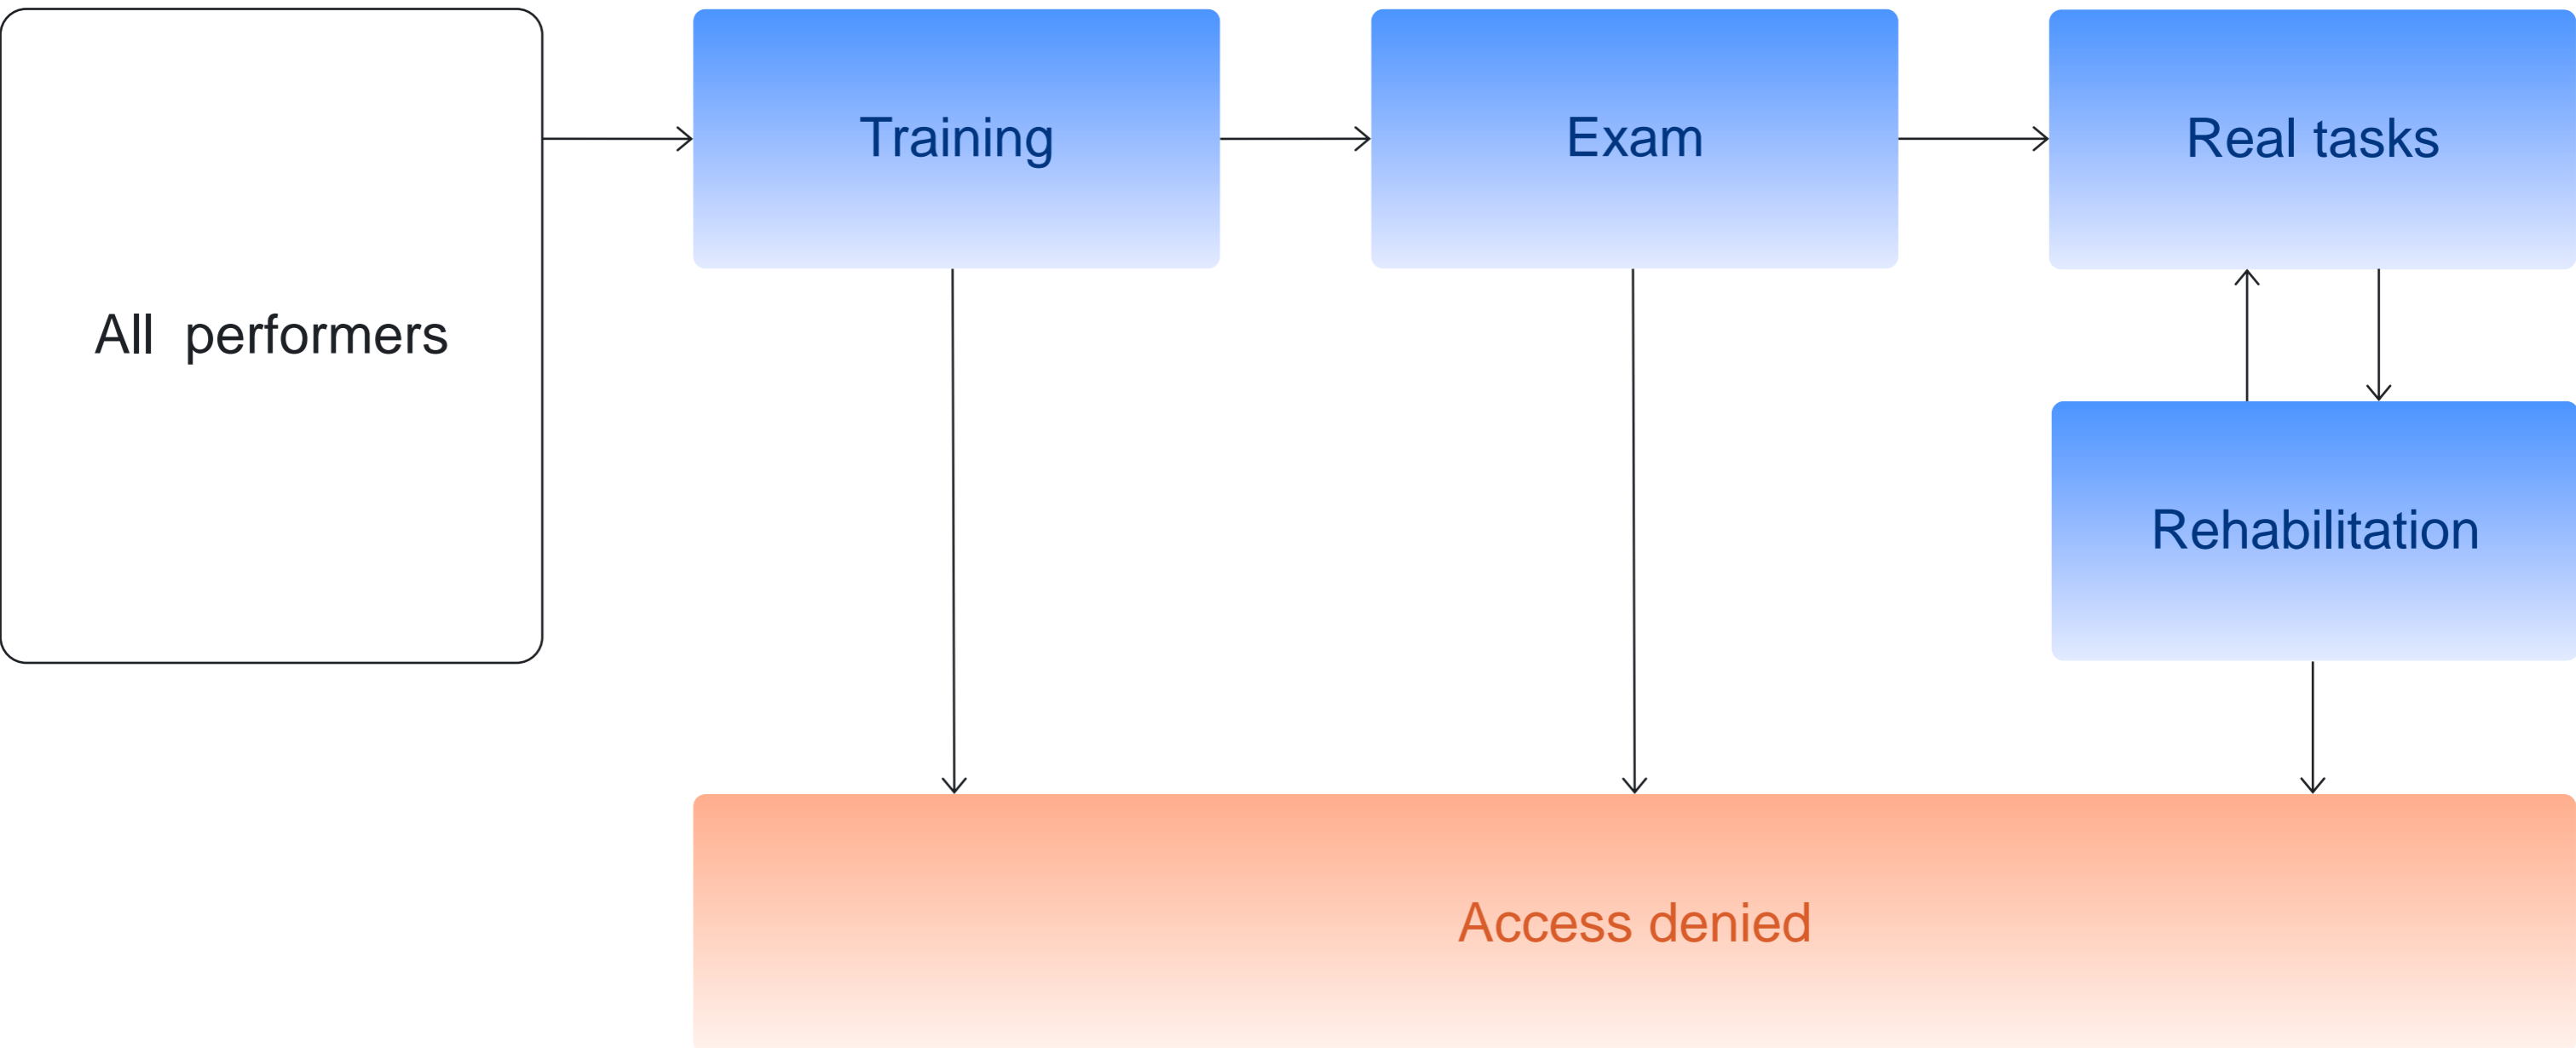 Training
Exam
Real tasks
All performers
Rehabilitation
Access denied